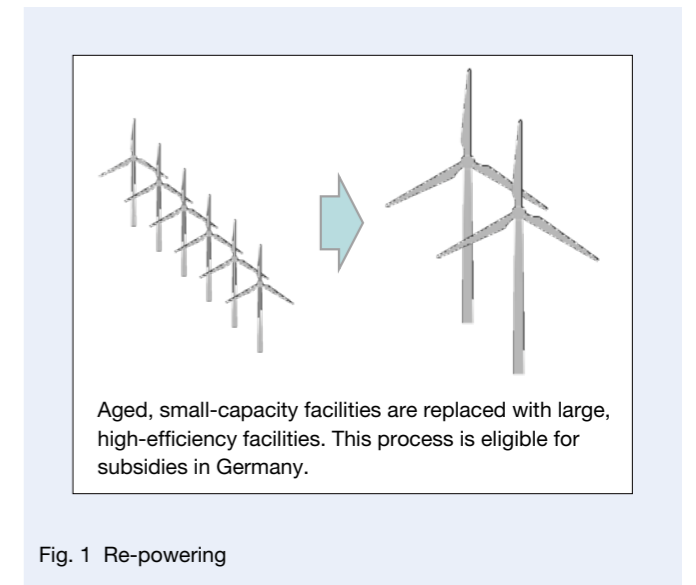 Aged, small-capacity facilities are replaced with large,
high-efficiency facilities. This process is eligible for
subsidies in Germany.
Fig. 1 Re-powering